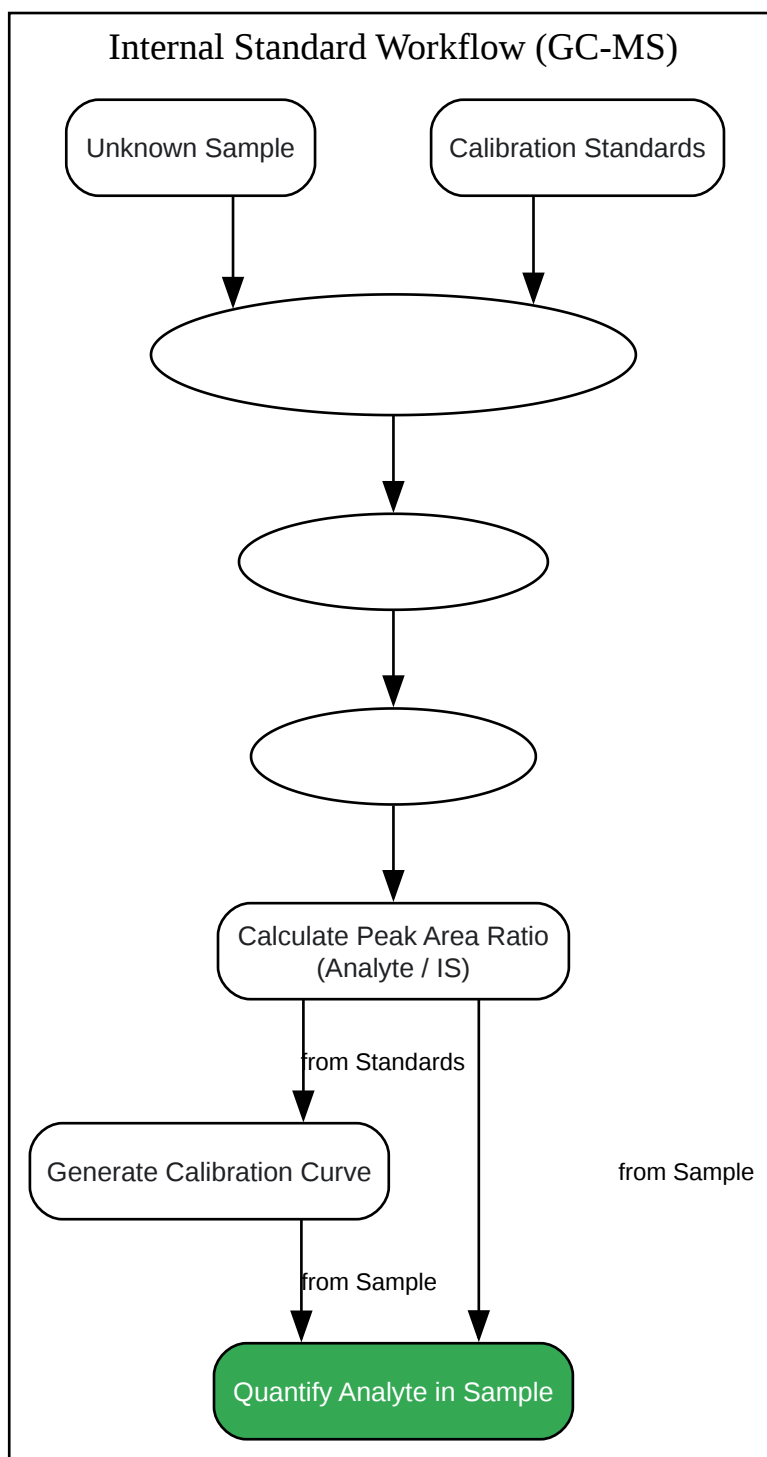 Internal Standard Workflow (GC-MS)
Unknown Sample
Calibration Standards
Calculate Peak Area Ratio
(Analyte / IS)
from Standards
Generate Calibration Curve
from Sample
from Sample
Quantify Analyte in Sample